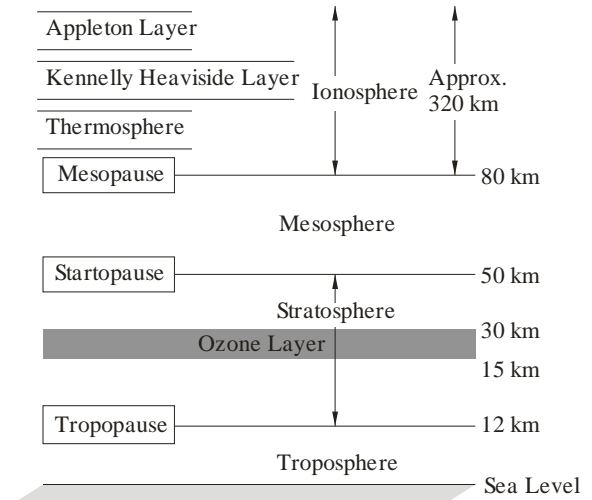 Appleton Layer
Kennelly Heaviside Layer
Ionosphere
Approx.
320 km
Thermosphere
Mesopause
80 km
Mesosphere
Startopause
50 km
Stratosphere
30 km
Ozone Layer
15 km
Tropopause
12 km
Troposphere
Sea Level